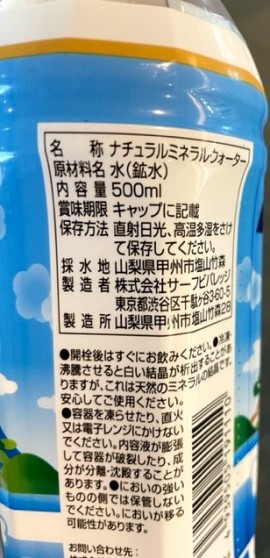 名 称 ナチュラルミネラルウォーター
原材料名 水(鉱水)
内 容 量 500ml
賞味期限 キャップに記載
保存方法 直射日光、高温多湿をさけ
て保存してください。
採 水 地 山梨県甲州市塩山竹森
製 造 者 株式会社サーフビバレッジ
東京都渋谷区千駄ヶ谷3-60-5
製 造 所 山梨県甲州市塩山竹森28
●開栓後はすぐにお飲みください。●冷凍・
沸騰させると白い結晶が析出することがあ
りますが、これは天然のミネラルの結晶です。
安心してご使用ください。
●容器を凍らせたり、直火
又は電子レンジにかけない
でください。内容液が膨張
して容器が破裂したり、成
分が分離・沈殿することが
あります。●においの強い
ものの側では保管しない
でください。においが移る
可能性があります。
お問い合わせ先: